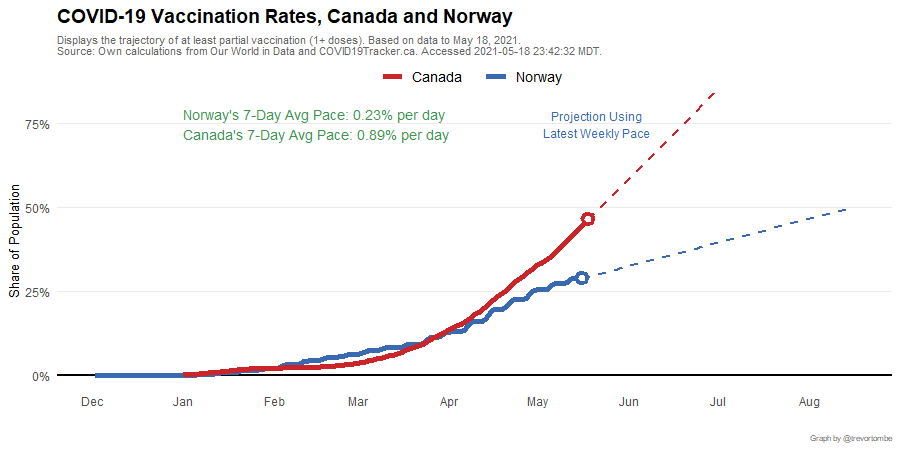 COVID-19 Vaccination Rates, Canada and Norway
Displays the trajectory of at least partial vaccination (1+ doses). Based on data to May 18, 2021.
Source: Own calculations from Our World in Data and COVID19Tracker.ca. Accessed 2021-05-18 23:42:32 MDT.
Canada Norway
Norway's 7-Day Avg Pace: 0.23% per day
Canada's 7-Day Avg Pace: 0.89% per day
Projection Using
Latest Weekly Pace
Share of Population
75%
50%
25%
0%
Dec Jan Feb Mar Apr May Jun Jul Aug
Graph by @trevortombe